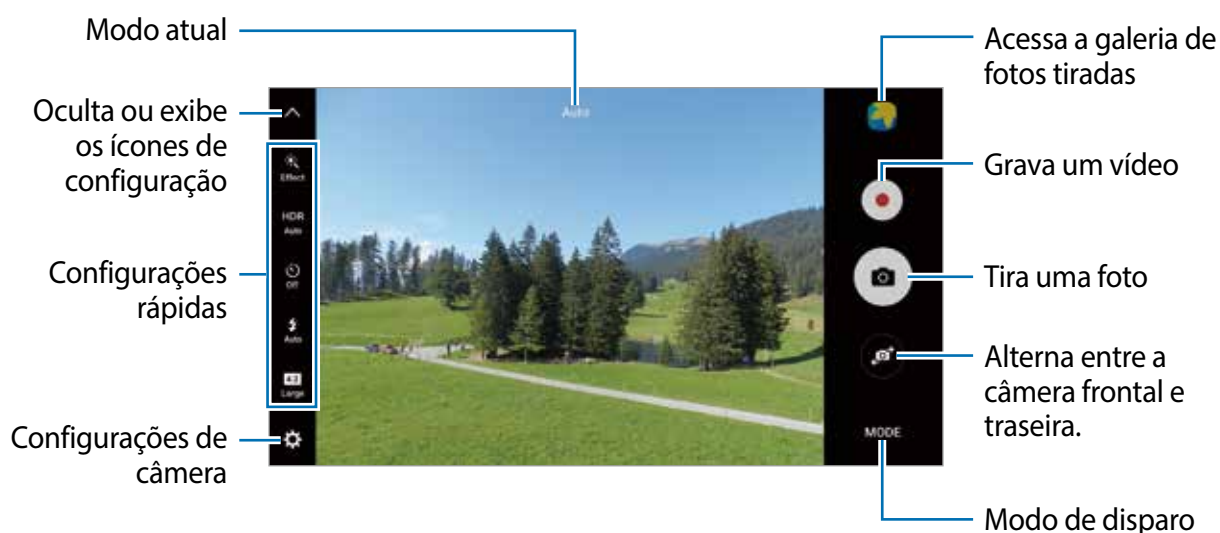 Modo atual
Oculta ou exibe
os ícones de
configuração
Configurações
rápidas
Configurações de
câmera
Auto
Effect
HDR
Auto
Off
Auto
4:3
Large
MODE
Acessa a galeria de
fotos tiradas
Grava um vídeo
Tira uma foto
Alterna entre a
câmera frontal e
traseira.
Modo de disparo